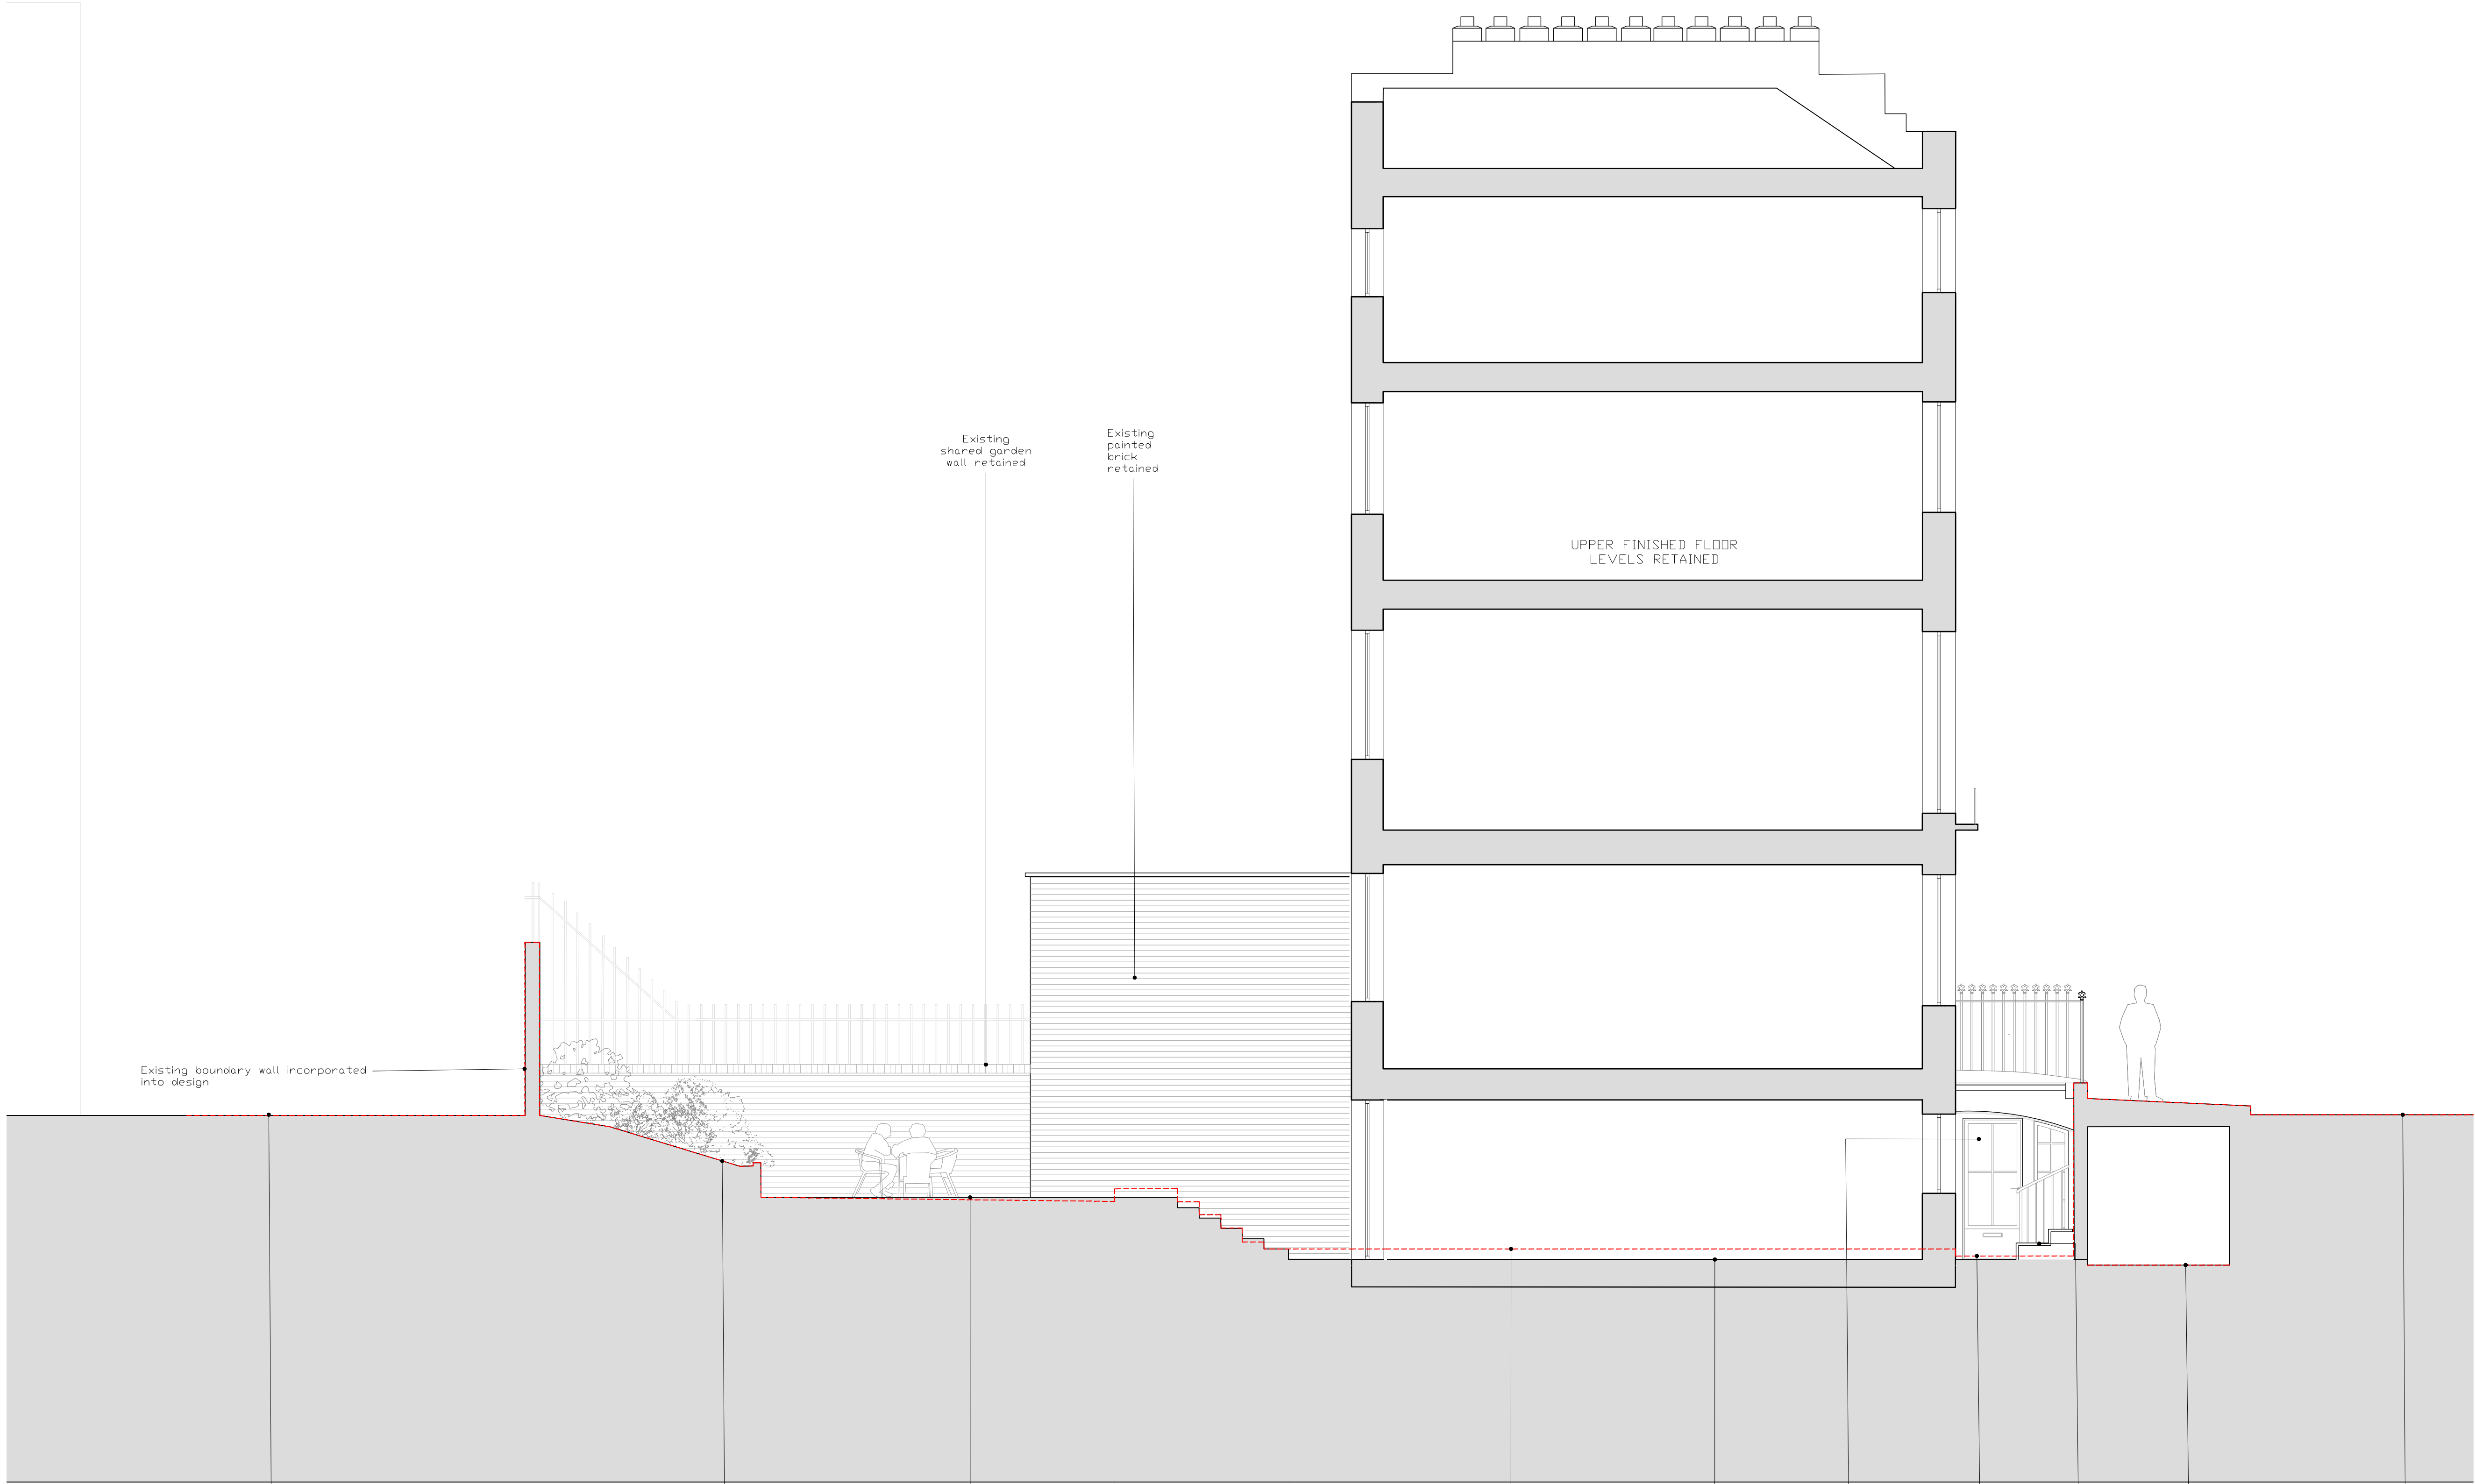 Existing
shared garden
wall retained
Existing
painted
brick
retained
UPPER FINISHED FLOOR
LEVELS RETAINED
Existing boundary wall incorporated
into design